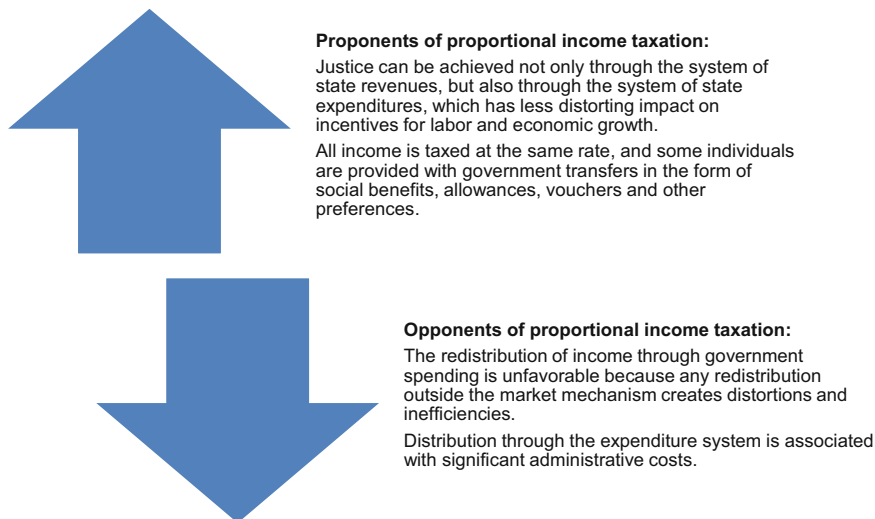 Proponents of proportional income taxation:
Justice can be achieved not only through the system of
state revenues, but also through the system of state
expenditures, which has less distorting impact on
incentives for labor and economic growth.
All income is taxed at the same rate, and some individuals
are provided with government transfers in the form of
social benefits, allowances, vouchers and other
preferences.
Opponents of proportional income taxation:
The redistribution of income through government
spending is unfavorable because any redistribution
outside the market mechanism creates distortions and
inefficiencies.
Distribution through the expenditure system is associated
with significant administrative costs.